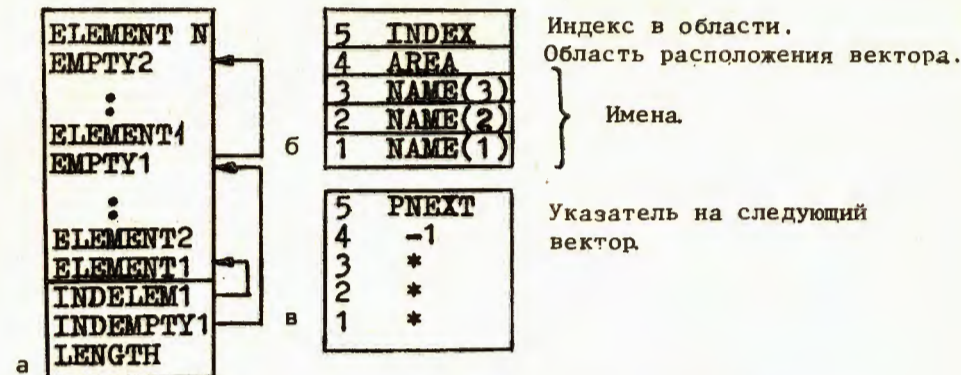 ELEMENT N
EMPTY2
ELEMENT4
EMPTY1
ELEMENT2
ELEMENT1
INDELEM1
INDEMPTY1
LENGTH
а
5 INDEX
4 AREA
3 NAME(3)
2 NAME(2)
1 NAME(1)
б
Индекс в области.
Область расположения вектора.
Имена.
5 PNEXT
4 -1
3 *
2 *
1 *
в
Указатель на следующий
вектор.